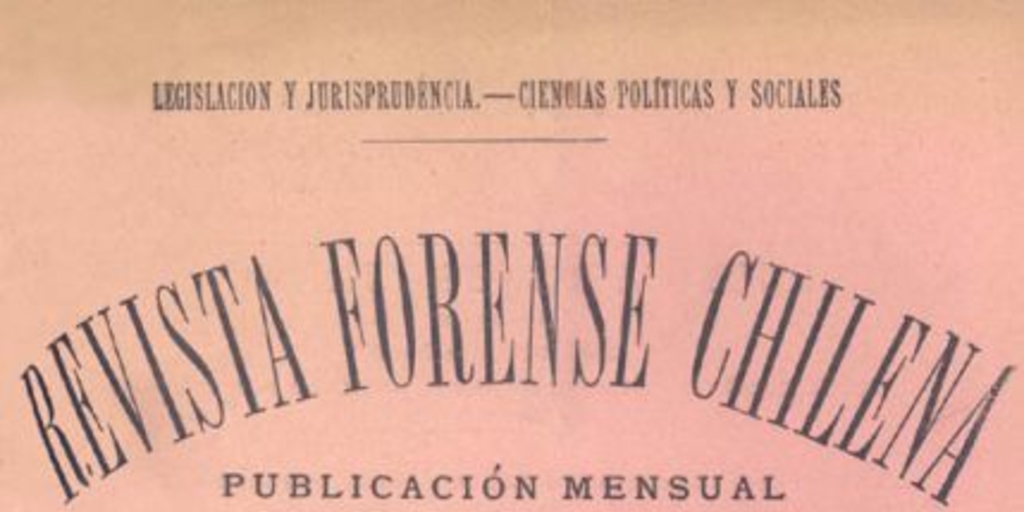 LEGISLACION Y JURISPRUDENCIA.—CIENCIAS POLÍTICAS Y SOCIALES
REVISTA FORENSE CHILENA
PUBLICACIÓN MENSUAL